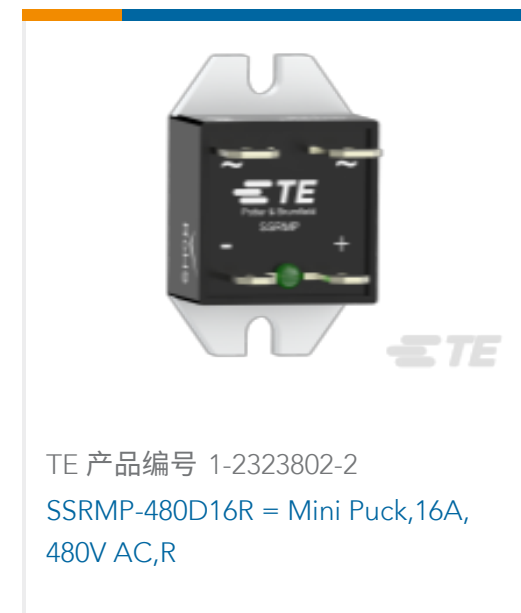 ~ ~
TE
Potter & Brumfield
SSRMP
- +
RoHS
TE
TE 产品编号 1-2323802-2
SSRMP-480D16R = Mini Puck,16A,
480V AC,R